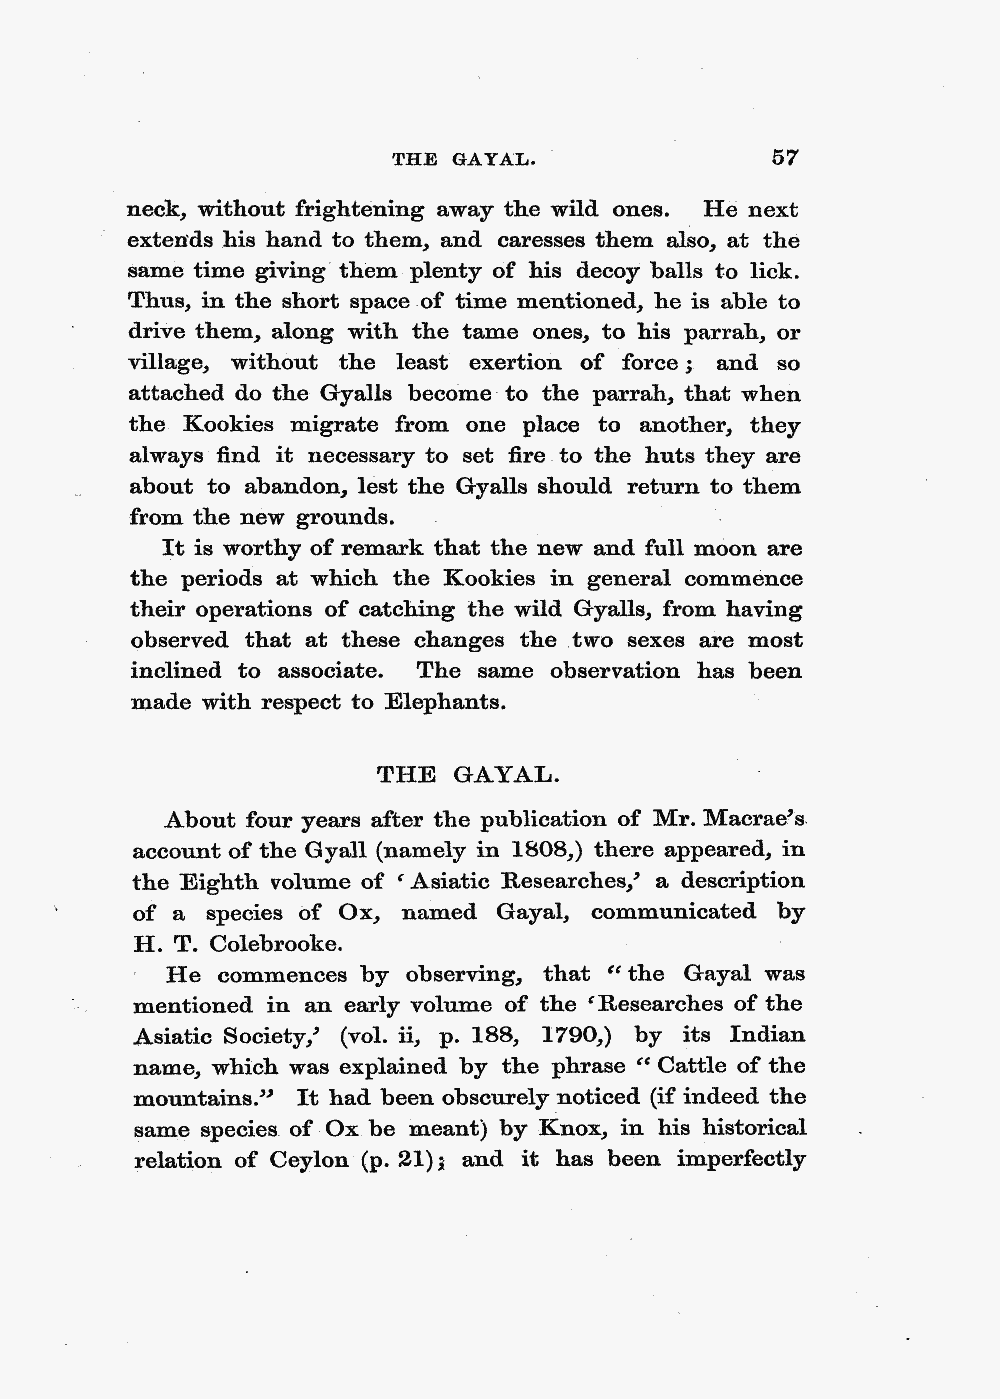 THE GAYAL. 57
neck, without frightening away the wild ones. He next
extends his hand to them, and caresses them also, at the
same time giving them plenty of his decoy balls to lick.
Thus, in the short space of time mentioned, he is able to
drive them, along with the tame ones, to his parrah, or
village, without the least exertion of force; and so
attached do the Gyalls become to the parrah, that when
the Kookies migrate from one place to another, they
always find it necessary to set fire to the huts they are
about to abandon, lest the Gyalls should return to them
from the new grounds.
It is worthy of remark that the new and full moon are
the periods at which the Kookies in general commence
their operations of catching the wild Gyalls, from having
observed that at these changes the two sexes are most
inclined to associate. The same observation has been
made with respect to Elephants.
THE GAYAL.
About four years after the publication of Mr. Macrae's
account of the Gyall (namely in 1808,) there appeared, in
the Eighth volume of ‘Asiatic Researches,’ a description
of a species of Ox, named Gayal, communicated by
H. T. Colebrooke.
He commences by observing, that “the Gayal was
mentioned in an early volume of the ‘Researches of the
Asiatic Society,’ (vol. ii, p. 188, 1790,) by its Indian
name, which was explained by the phrase “Cattle of the
mountains.” It had been obscurely noticed (if indeed the
same species of Ox be meant) by Knox, in his historical
relation of Ceylon (p. 21); and it has been imperfectly